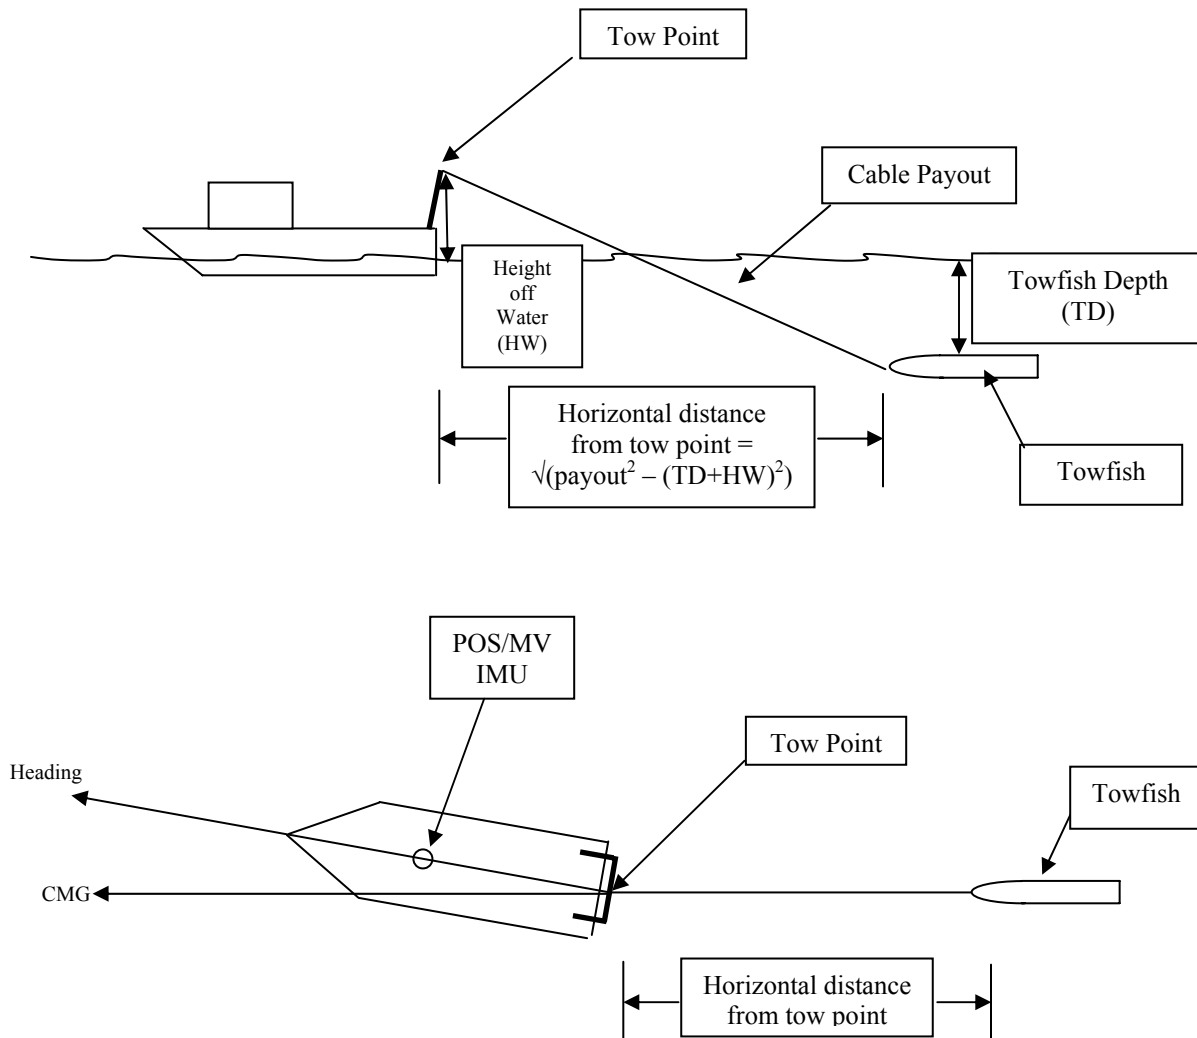 Tow Point
Cable Payout
Height
off
Water
(HW)
Towfish Depth
(TD)
Horizontal distance
from tow point =
√(payout² – (TD+HW)²)
Towfish
POS/MV
IMU
Tow Point
Heading
Towfish
CMG
Horizontal distance
from tow point